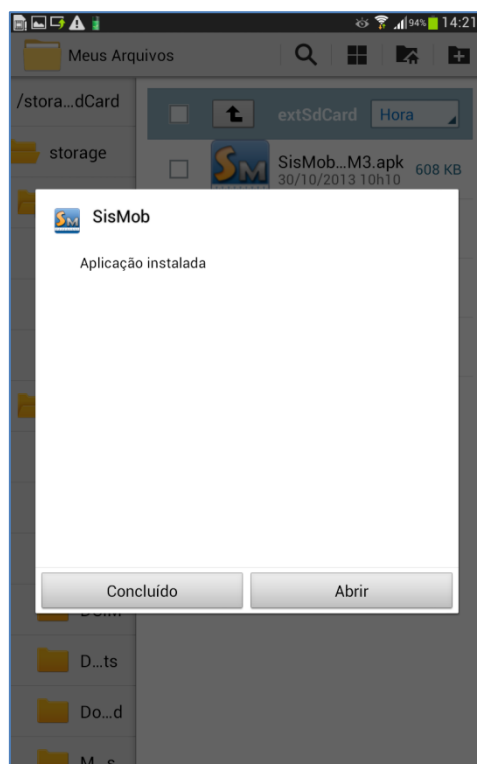 94% 14:21
Meus Arquivos
/stora...dCard
extSdCard Hora
storage
SisMob...M3.apk 608 KB
30/10/2013 10h10
SM SisMob
Aplicação instalada
Concluído Abrir
D...ts
Do...d
M...s